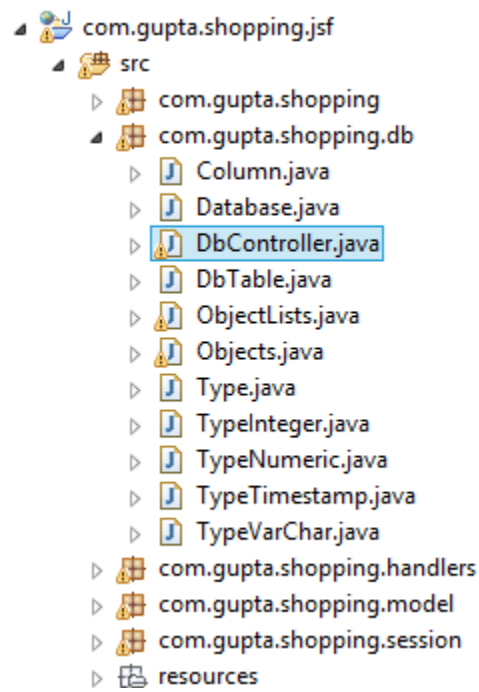 com.gupta.shopping.jsf
src
com.gupta.shopping
com.gupta.shopping.db
Column.java
Database.java
DbController.java
DbTable.java
ObjectLists.java
Objects.java
Type.java
TypeInteger.java
TypeNumeric.java
TypeTimestamp.java
TypeVarChar.java
com.gupta.shopping.handlers
com.gupta.shopping.model
com.gupta.shopping.session
resources